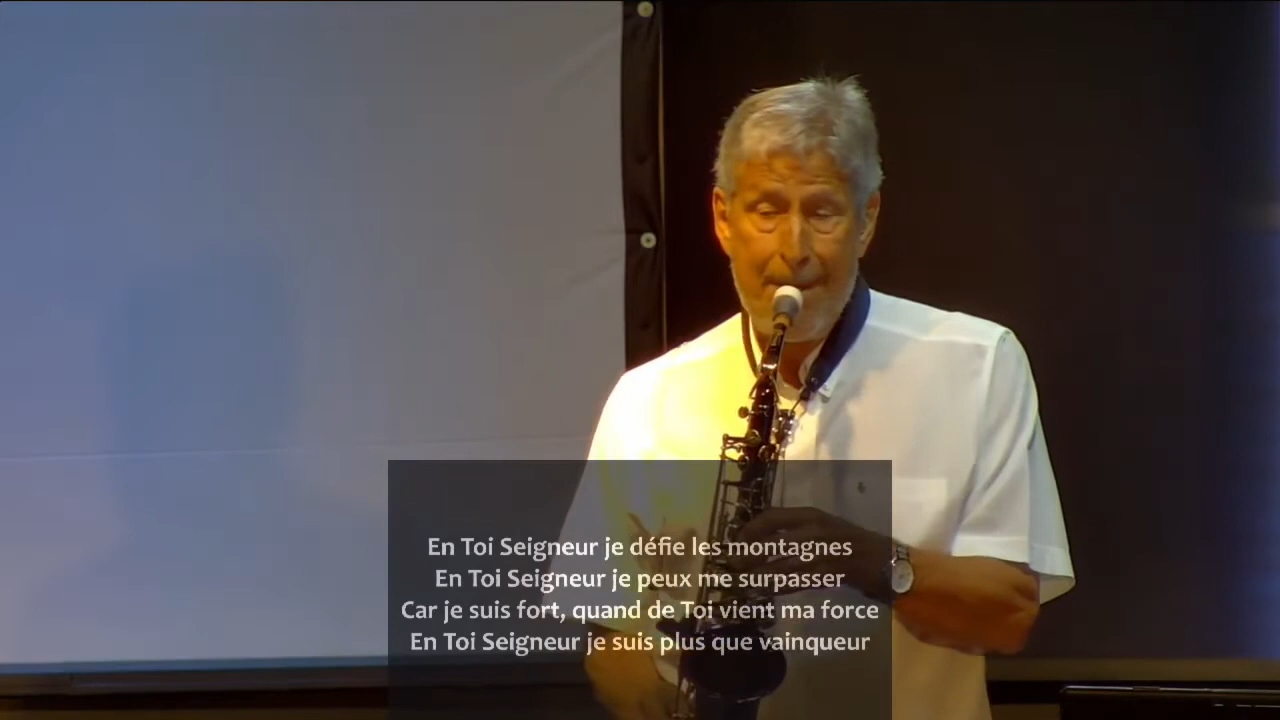 En Toi Seigneur je défie les montagnes
En Toi Seigneur je peux me surpasser
Car je suis fort, quand de Toi vient ma force
En Toi Seigneur je suis plus que vainqueur